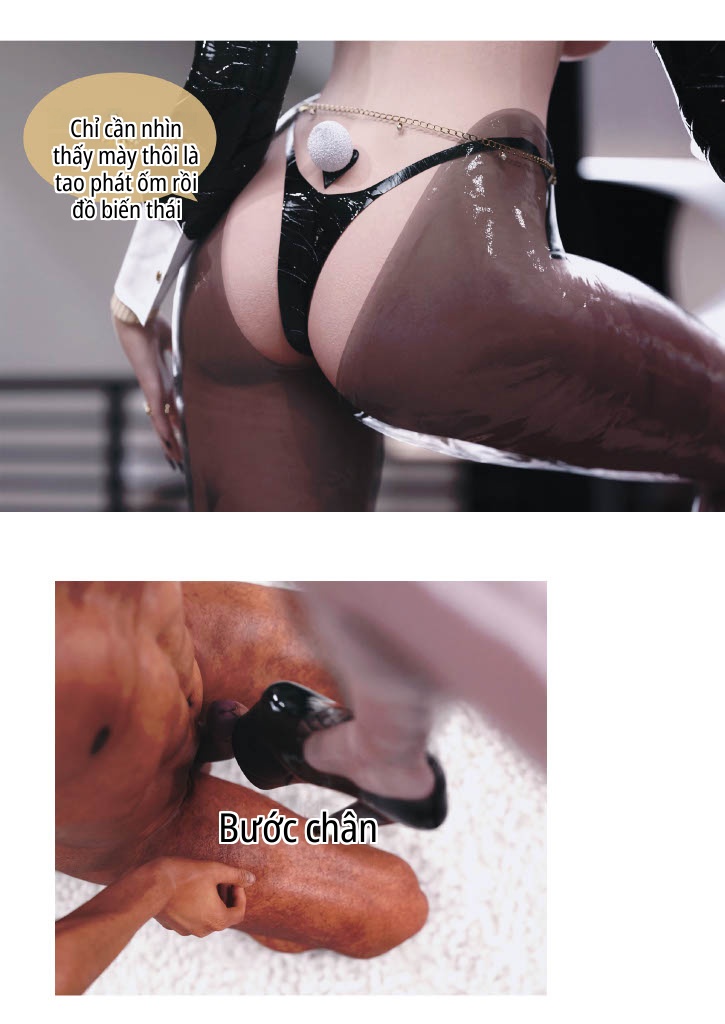 Chỉ cần nhìn
thấy mày thôi là
tao phát ốm rồi
đồ biến thái
Bước chân